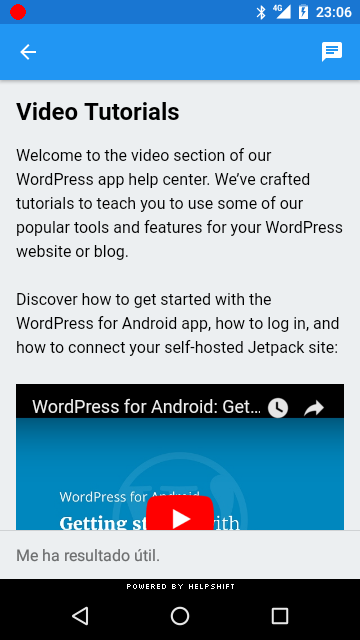 4G 23:06
Video Tutorials
Welcome to the video section of our
WordPress app help center. We’ve crafted
tutorials to teach you to use some of our
popular tools and features for your WordPress
website or blog.
Discover how to get started with the
WordPress for Android app, how to log in, and
how to connect your self-hosted Jetpack site:
WordPress for Android: Get…
WordPress for Android
Getting st with
Me ha resultado útil.
POWERED BY HELPSHIFT